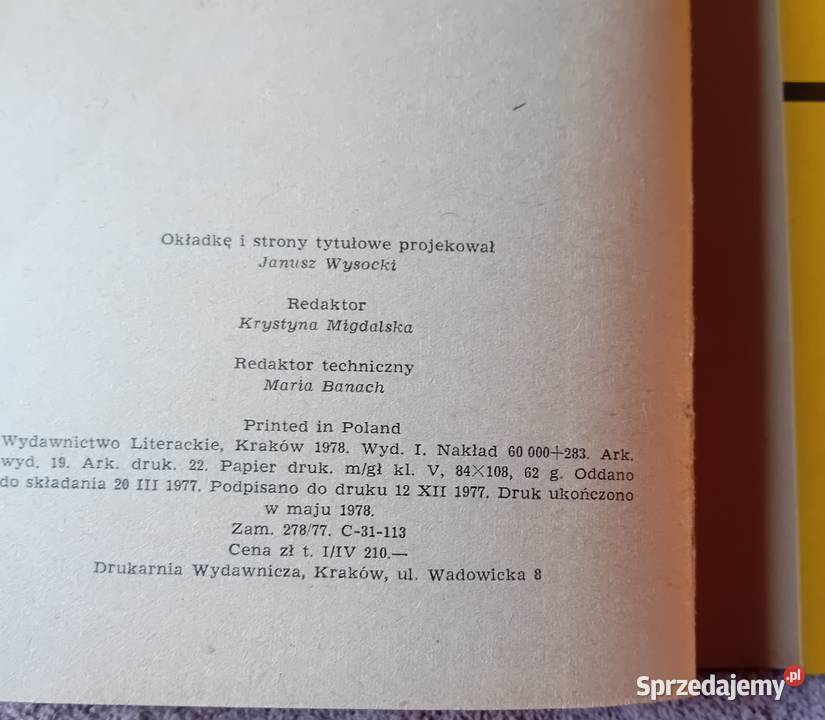 Okładkę i strony tytułowe projekował
Janusz Wysocki
Redaktor
Krystyna Migdalska
Redaktor techniczny
Maria Banach
Printed in Poland
Wydawnictwo Literackie, Kraków 1978. Wyd. I. Nakład 60 000+283. Ark.
wyd. 19. Ark. druk. 22. Papier druk. m/gł kl. V, 84×108, 62 g. Oddano
do składania 20 III 1977. Podpisano do druku 12 XII 1977. Druk ukończono
w maju 1978.
Zam. 278/77. C-31-113
Cena zł t. I/IV 210.—
Drukarnia Wydawnicza, Kraków, ul. Wadowicka 8
Sprzedajemy.pl